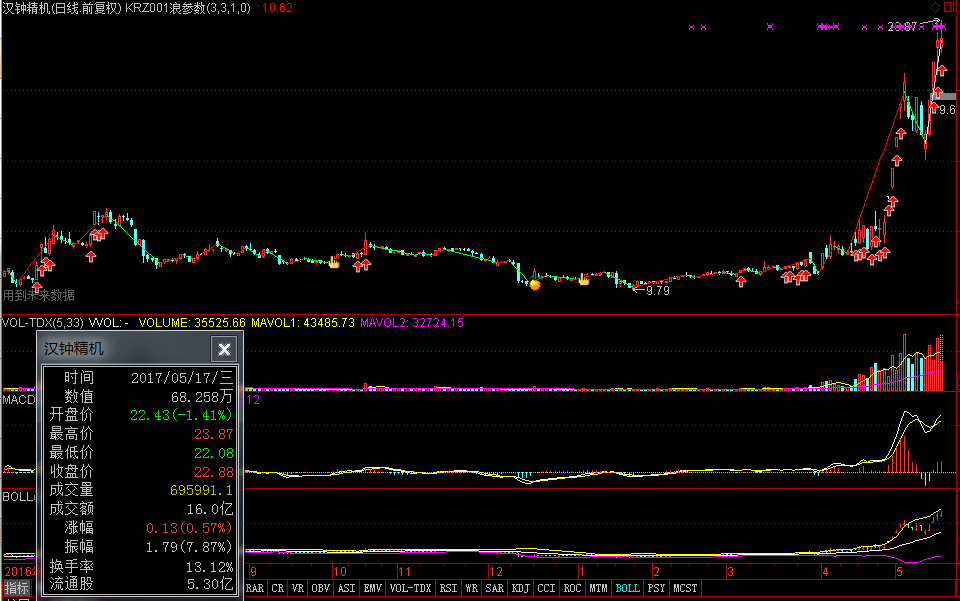 汉钟精机(日线.前复权) KRZ001浪参数(3,3,1,0) : 10.62
23.87
9.6
9.79
用到未来数据
VOL-TDX(5,33) VVOL: - VOLUME: 35525.66 MAVOL1: 43485.73 MAVOL2: 32724.15
汉钟精机
时间 2017/05/17/三
数值 68.258万
开盘价 22.43(-1.41%)
最高价 23.87
最低价 22.08
收盘价 22.88
成交量 695991.1
成交额 16.0亿
涨幅 0.13(0.57%)
振幅 1.79(7.87%)
换手率 13.12%
流通股 5.30亿
MACD 12
BOLL
2016 9 10 11 12 1 2 3 4 5
指标 RAR CR VR OBV ASI EMV VOL-TDX RSI WR SAR KDJ CCI ROC MTM BOLL PSY MCST